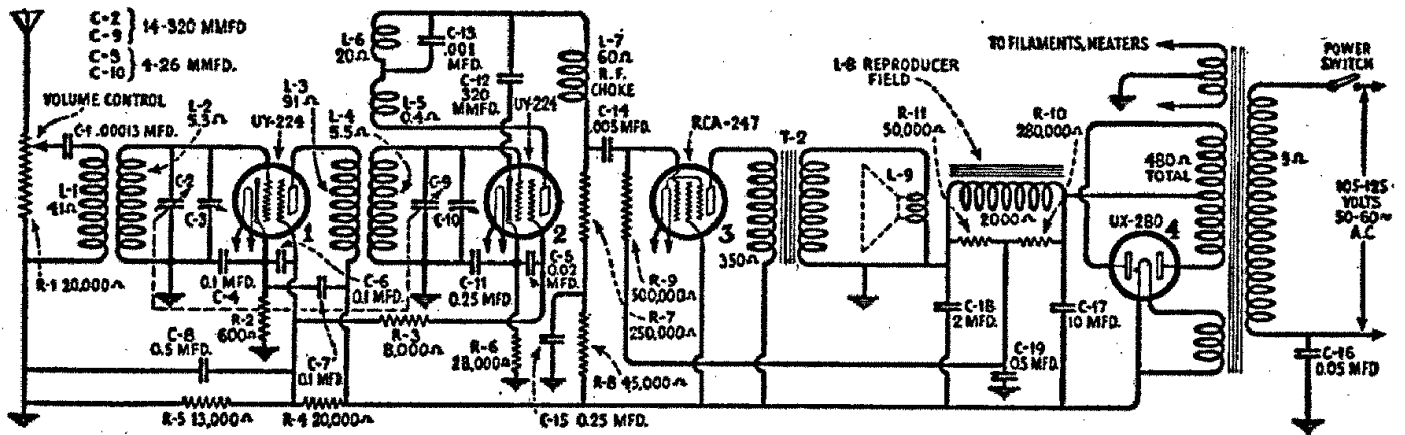 C-2
C-9 } 14-320 MMFD
C-3
C-10 } 4-26 MMFD.
VOLUME CONTROL
C-1 .00013 MFD.
L-1
41Ω
R-1 20,000Ω
L-2
5.5Ω
C-2
C-3
UY-224
1
L-3
91Ω
L-4
5.5Ω
0.1 MFD.
C-4
C-6
0.1 MFD.
R-2
600Ω
C-7
0.1 MFD.
C-8
0.5 MFD.
R-5 13,000Ω
R-4 20,000Ω
L-6
20Ω
C-13
.001
MFD.
C-12
320
MMFD.
L-5
0.4Ω
UY-224
2
C-9
C-10
C-11
0.25 MFD.
C-5
0.02
MFD.
R-3
8,000Ω
R-6
28,000Ω
L-7
60Ω
R.F.
CHOKE
C-14
.005 MFD.
R-9
500,000Ω
R-7
250,000Ω
R-8 45,000Ω
C-15 0.25 MFD.
RCA-247
3
T-2
350Ω
L-9
L-8 REPRODUCER
FIELD
R-11
50,000Ω
R-10
280,000Ω
2000Ω
C-18
2 MFD.
C-17
10 MFD.
C-19
0.5 MFD.
TO FILAMENTS, HEATERS
480Ω
TOTAL
UX-280
4
POWER
SWITCH
105-125
VOLTS
50-60~
A.C.
C-16
0.05 MFD